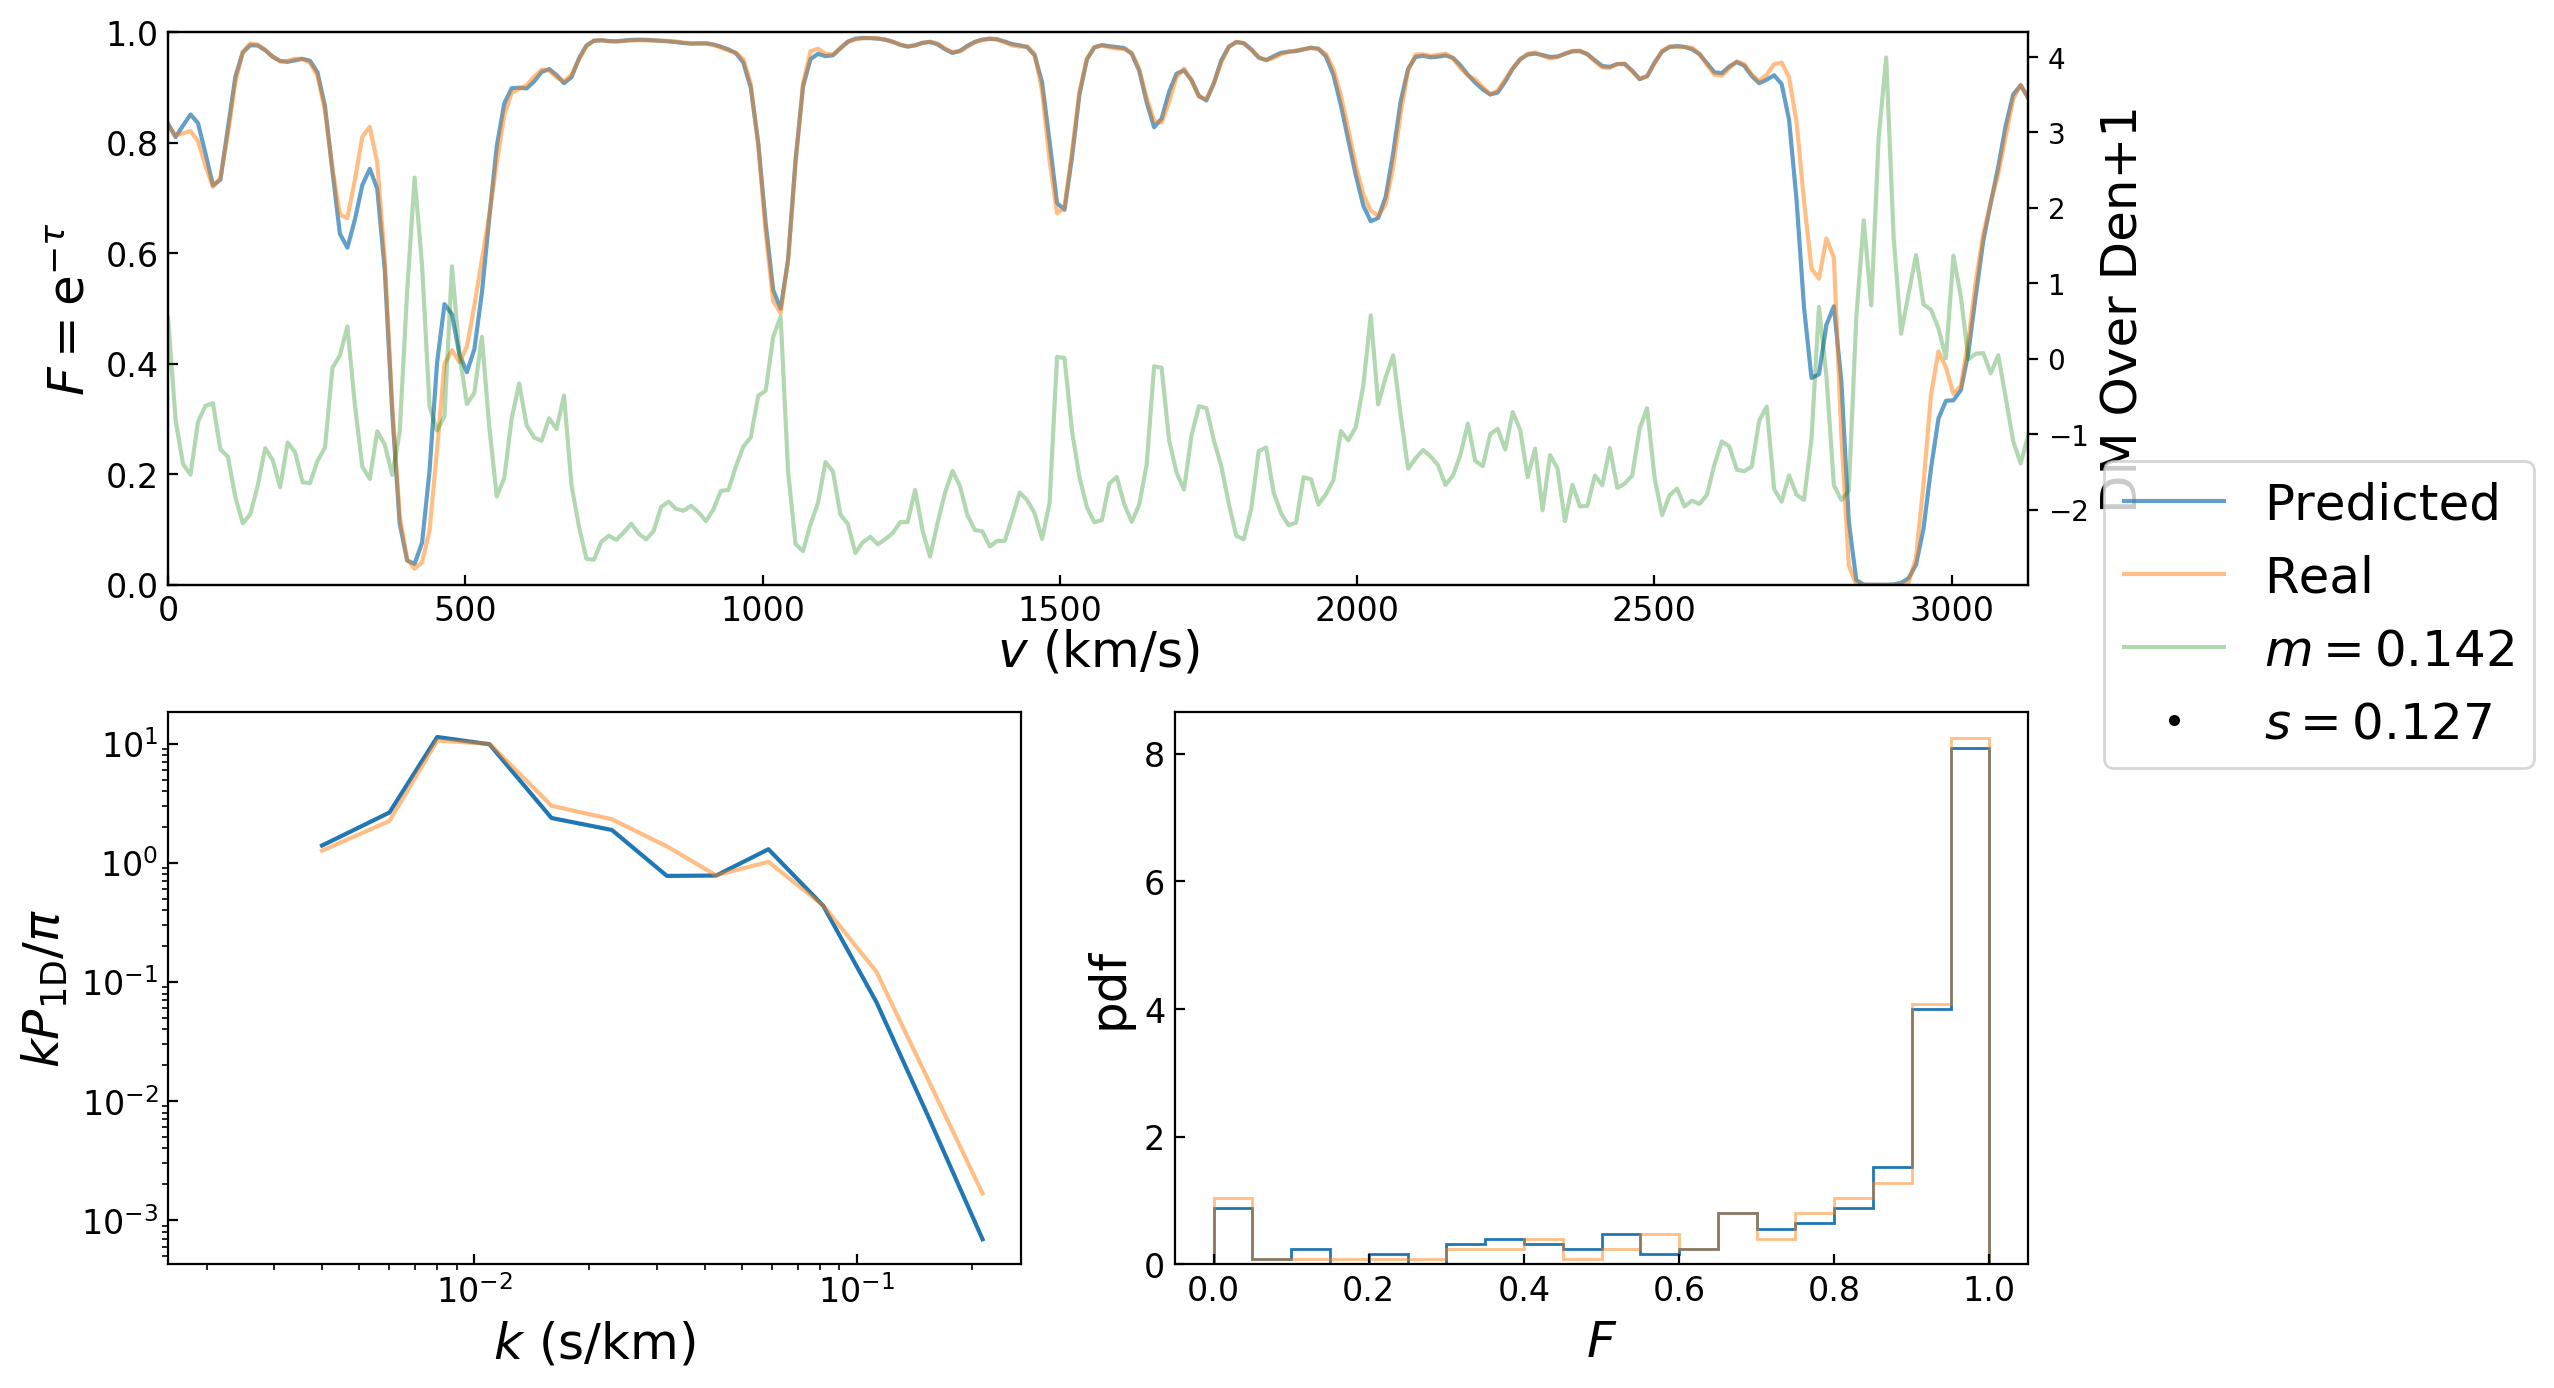 1.0
0.8
0.6
0.4
0.2
0.0
F = e^{−τ}
0 500 1000 1500 2000 2500 3000
v (km/s)
4
3
2
1
0
−1
−2
DM Over Den+1
Predicted
Real
m = 0.142
s = 0.127
10^1
10^0
10^{−1}
10^{−2}
10^{−3}
kP_{1D}/π
10^{−2} 10^{−1}
k (s/km)
8
6
4
2
0
pdf
0.0 0.2 0.4 0.6 0.8 1.0
F